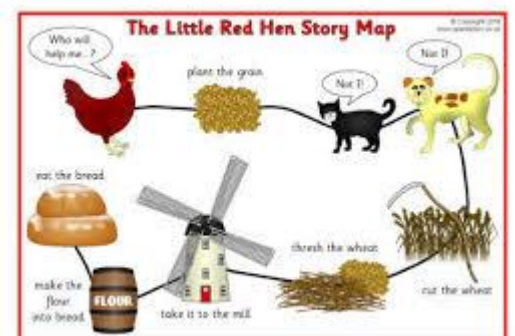 The Little Red Hen Story Map
Who will
help me...?
plant the grain
Not I!
Not I!
eat the bread
thresh the wheat
cut the wheat
make the
flour
into bread
FLOUR
take it to the mill